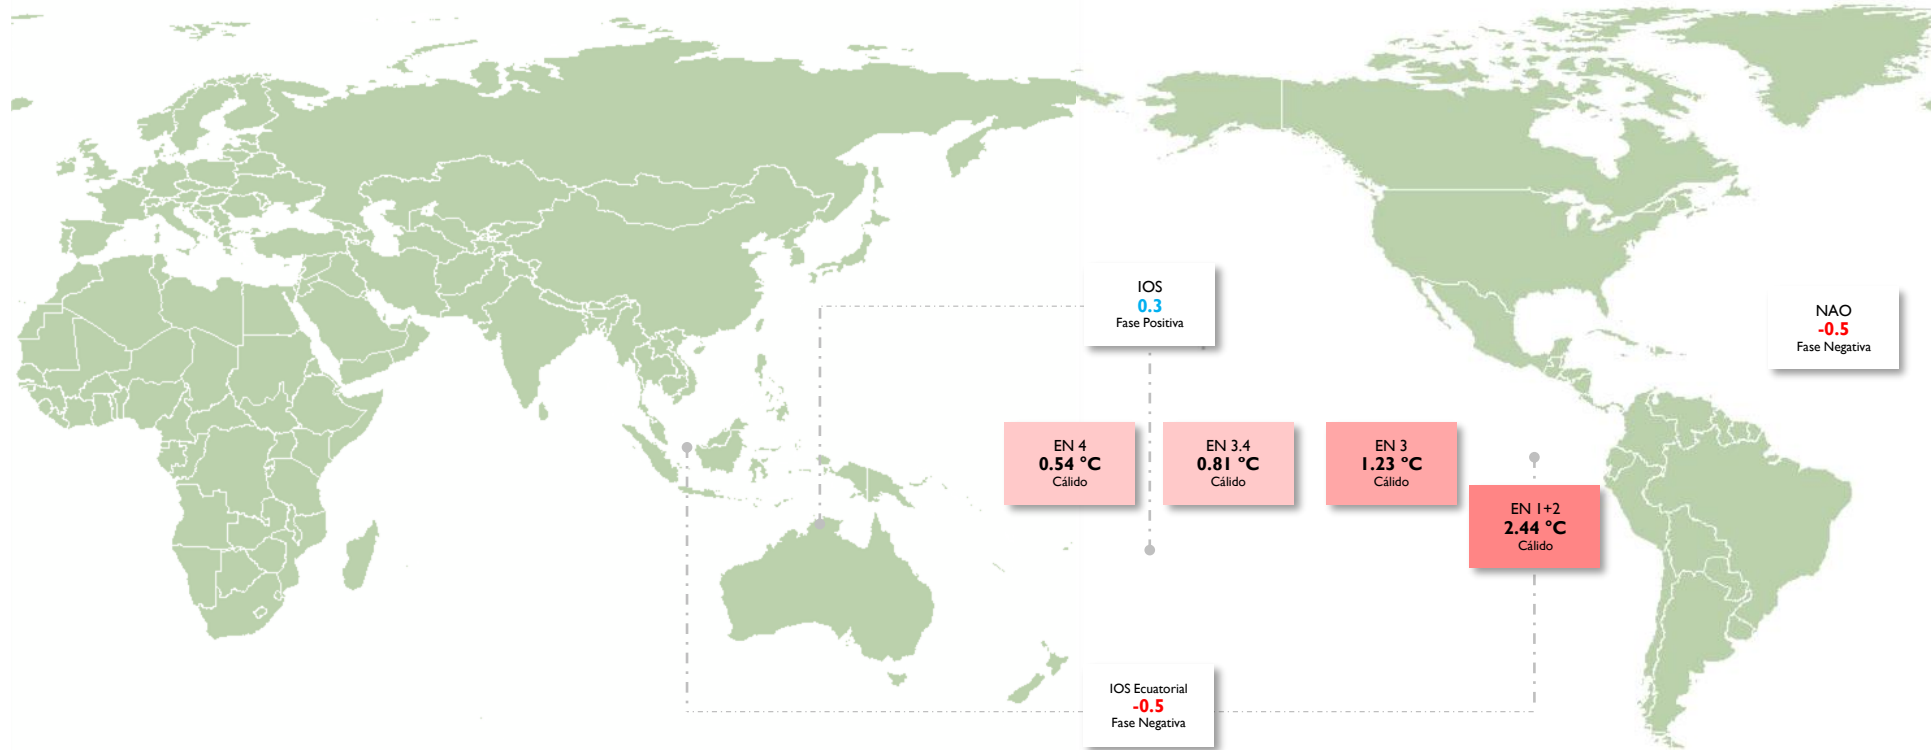 IOS
0.3
Fase Positiva
NAO
-0.5
Fase Negativa
EN 4
0.54 °C
Cálido
EN 3.4
0.81 °C
Cálido
EN 3
1.23 °C
Cálido
EN 1+2
2.44 °C
Cálido
IOS Ecuatorial
-0.5
Fase Negativa